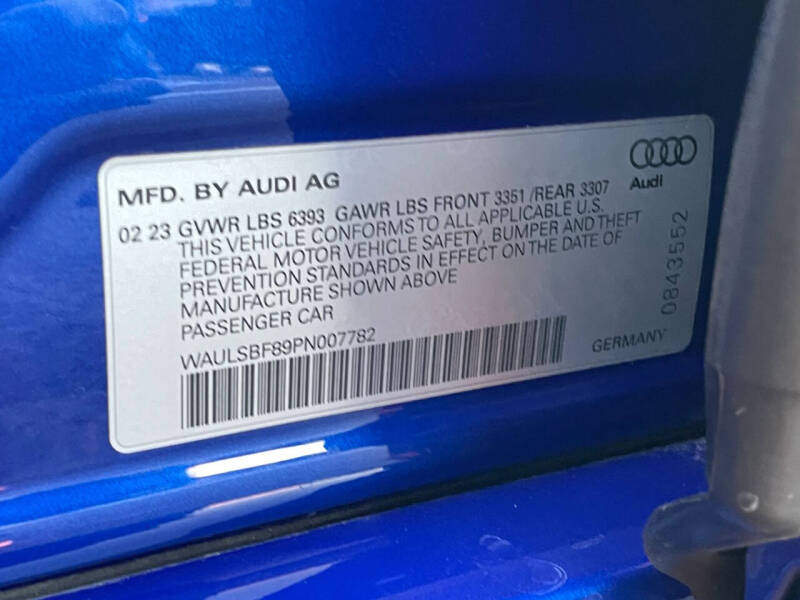 MFD. BY AUDI AG
Audi
02 23 GVWR LBS 6393 GAWR LBS FRONT 3351 /REAR 3307
THIS VEHICLE CONFORMS TO ALL APPLICABLE U.S.
FEDERAL MOTOR VEHICLE SAFETY, BUMPER AND THEFT
PREVENTION STANDARDS IN EFFECT ON THE DATE OF
MANUFACTURE SHOWN ABOVE
PASSENGER CAR
0843552
WAULSBF89PN007782
GERMANY